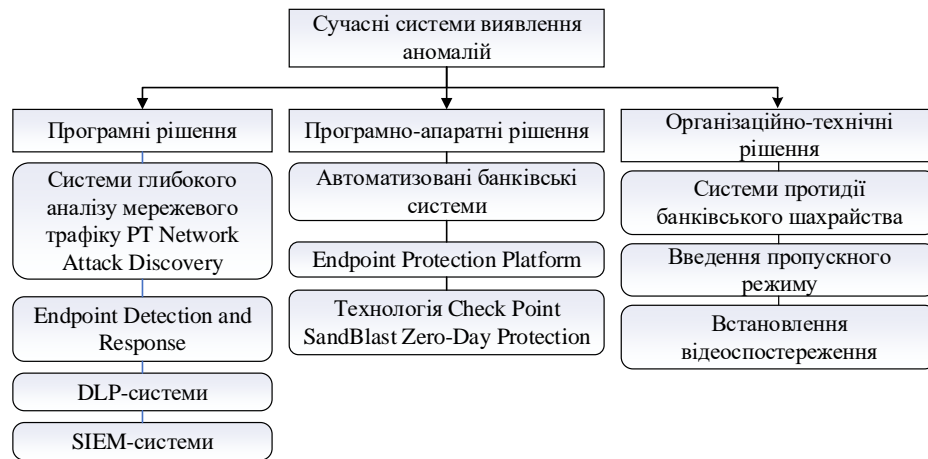 Сучасні системи виявлення
аномалій
Програмні рішення
Системи глибокого
аналізу мережевого
трафіку PT Network
Attack Discovery
Endpoint Detection and
Response
DLP-системи
SIEM-системи
Програмно-апаратні рішення
Автоматизовані банківські
системи
Endpoint Protection Platform
Технологія Check Point
SandBlast Zero-Day Protection
Організаційно-технічні
рішення
Системи протидії
банківського шахрайства
Введення пропускного
режиму
Встановлення
відеоспостереження